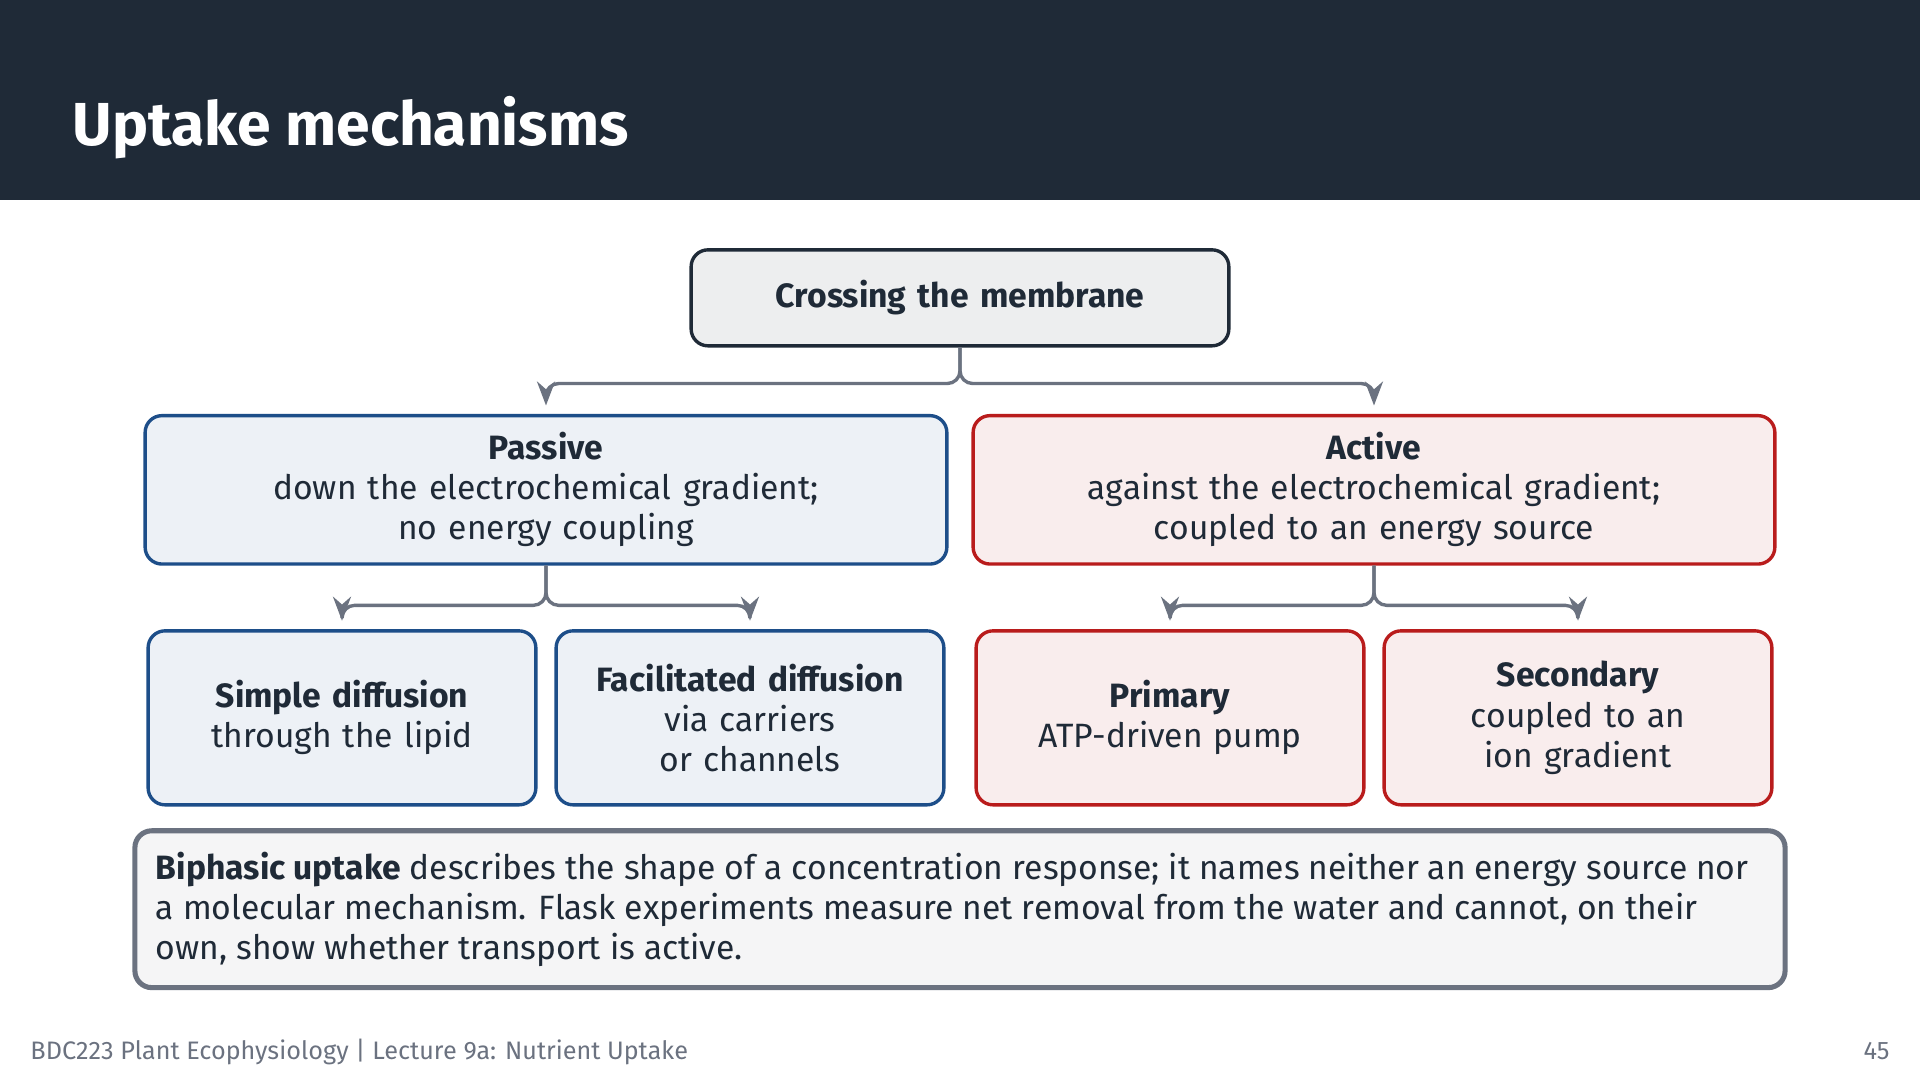 Uptake mechanisms
Crossing the membrane
Passive
down the electrochemical gradient;
no energy coupling
Active
against the electrochemical gradient;
coupled to an energy source
Simple diffusion
through the lipid
Facilitated diffusion
via carriers
or channels
Primary
ATP-driven pump
Secondary
coupled to an
ion gradient
Biphasic uptake describes the shape of a concentration response; it names neither an energy source nor
a molecular mechanism. Flask experiments measure net removal from the water and cannot, on their
own, show whether transport is active.
BDC223 Plant Ecophysiology | Lecture 9a: Nutrient Uptake
45